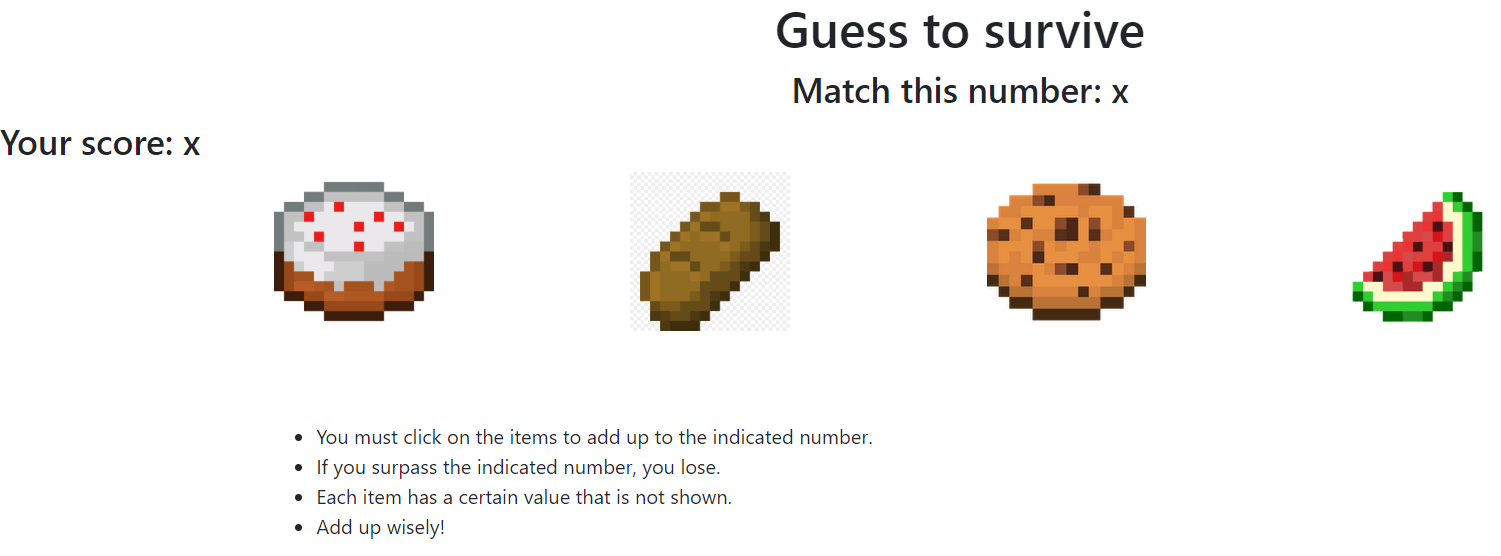 Guess to survive
Match this number: x
Your score: x
You must click on the items to add up to the indicated number.
If you surpass the indicated number, you lose.
Each item has a certain value that is not shown.
Add up wisely!